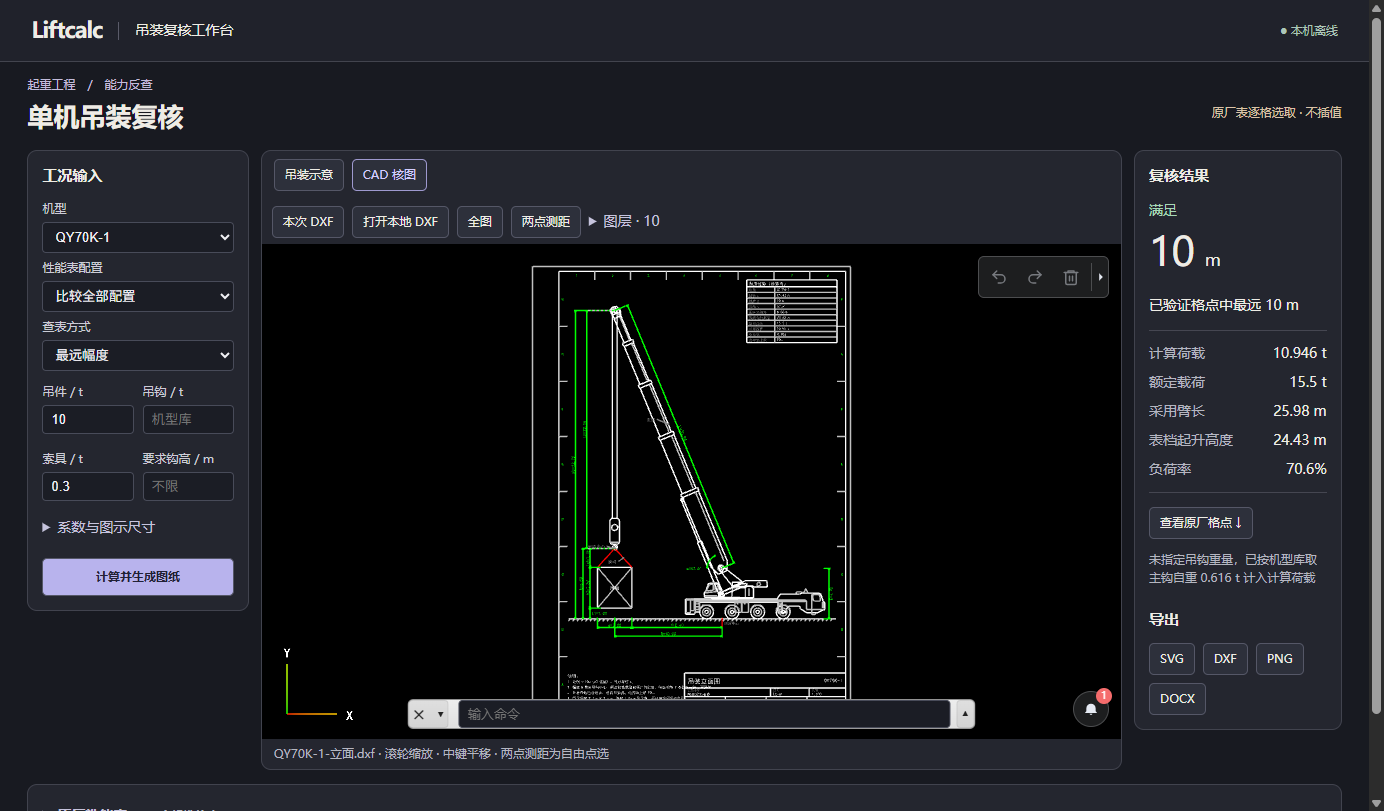 Liftcalc
吊装复核工作台
本机离线
起重工程 / 能力反查
单机吊装复核
原厂表逐格选取 · 不插值
工况输入
机型
QY70K-1
性能表配置
比较全部配置
查表方式
最远幅度
吊件 / t
吊钩 / t
10
机型库
索具 / t
要求钩高 / m
0.3
不限
系数与图示尺寸
计算并生成图纸
吊装示意
CAD 核图
本次 DXF
打开本地 DXF
全图
两点测距
图层 · 10
吊装立面图
Y
X
输入命令
1
QY70K-1-立面.dxf · 滚轮缩放 · 中键平移 · 两点测距为自由点选
复核结果
满足
10 m
已验证格点中最远 10 m
计算荷载 10.946 t
额定载荷 15.5 t
采用臂长 25.98 m
表档起升高度 24.43 m
负荷率 70.6%
查看原厂格点↓
未指定吊钩重量，已按机型库取
主钩自重 0.616 t 计入计算荷载
导出
SVG
DXF
PNG
DOCX